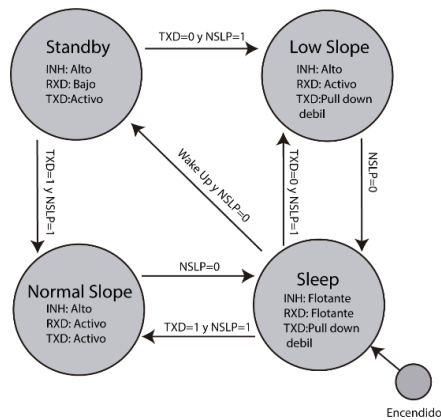 Standby
INH: Alto
RXD: Bajo
TXD:Activo
TXD=0 y NSLP=1
Low Slope
INH: Alto
RXD: Activo
TXD:Pull down
debil
TXD=1 y NSLP=1
Wake Up y NSLP=0
TXD=0 y NSLP=1
NSLP=0
Normal Slope
INH: Alto
RXD: Activo
TXD: Activo
NSLP=0
TXD=1 y NSLP=1
Sleep
INH: Flotante
RXD: Flotante
TXD:Pull down
debil
Encendido